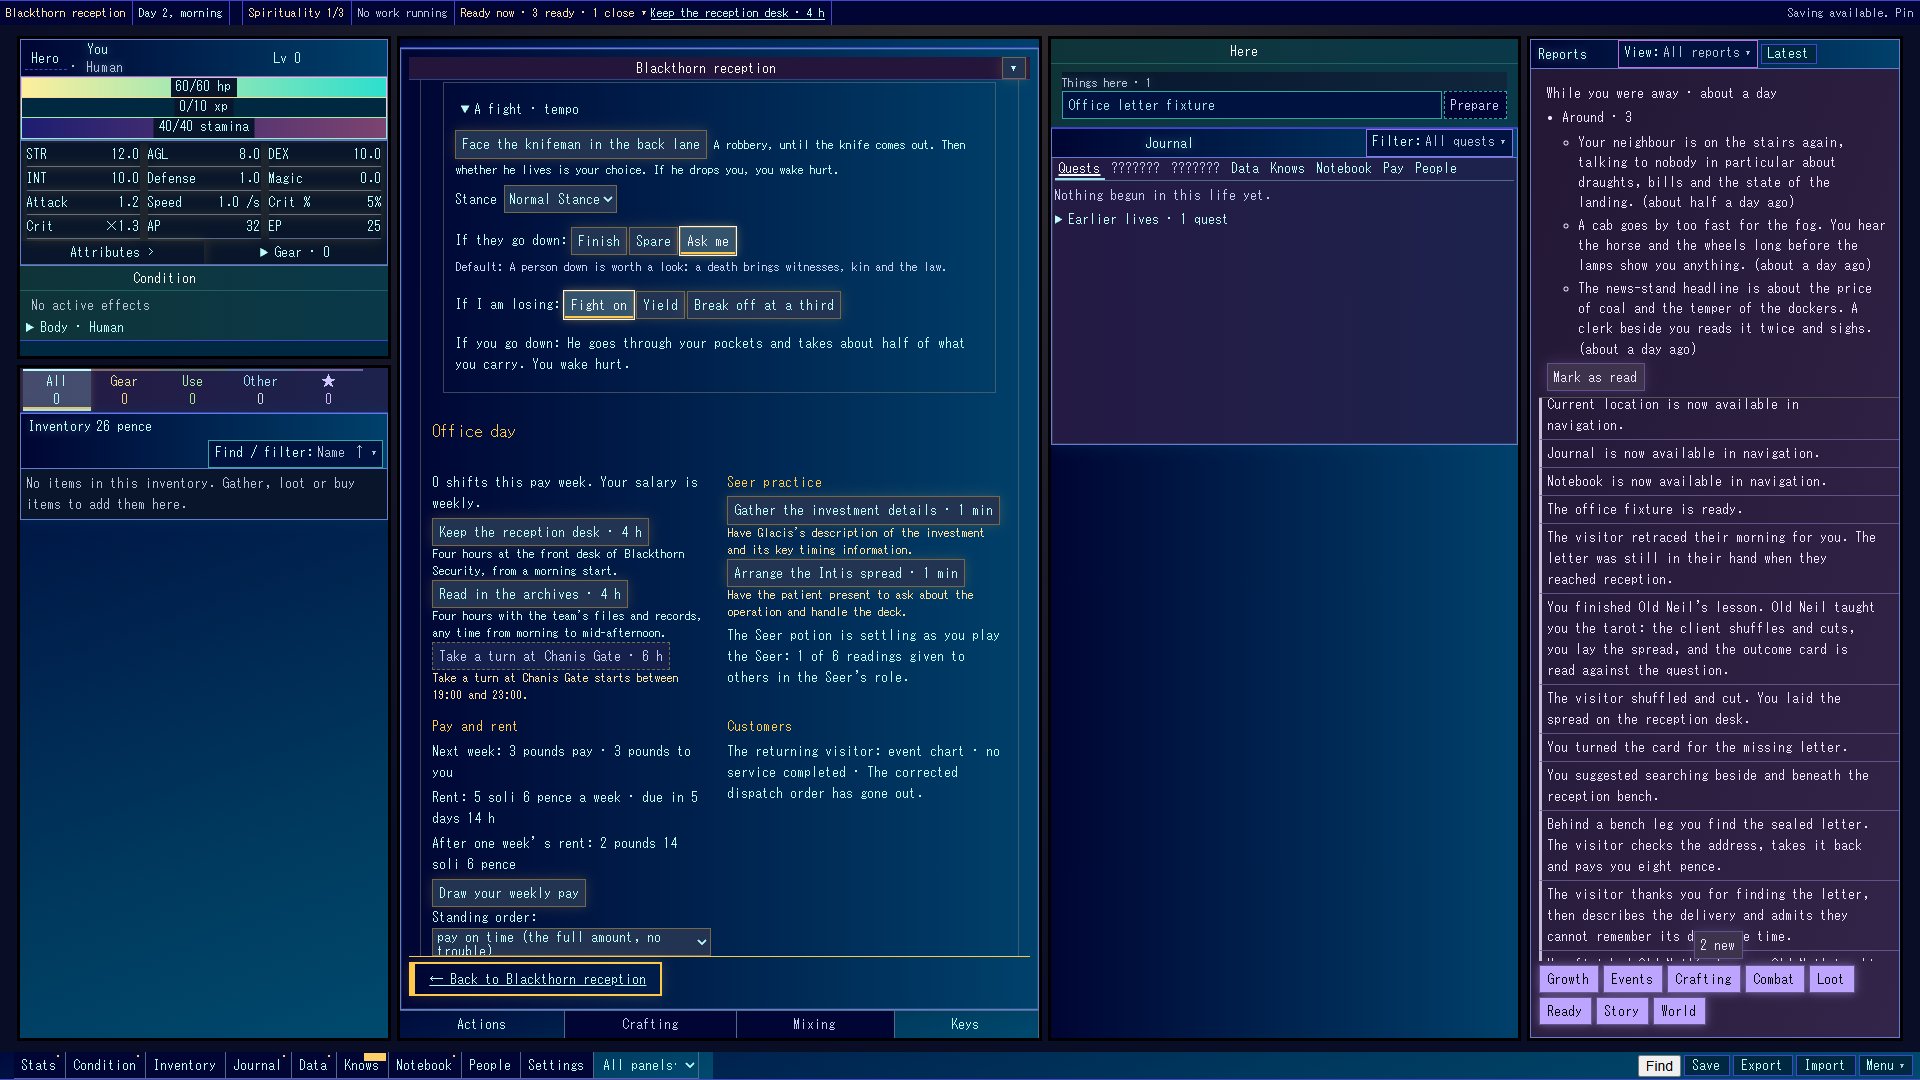 Blackthorn reception
Day 2, morning
Spirituality 1/3
No work running
Ready now · 3 ready · 1 close ▾ Keep the reception desk · 4 h
Saving available. Pin
Hero · You Human
Lv 0
60/60 hp
0/10 xp
40/40 stamina
STR 12.0 AGL 8.0 DEX 10.0
INT 10.0 Defense 1.0 Magic 0.0
Attack 1.2 Speed 1.0 /s Crit % 5%
Crit ×1.3 AP 32 EP 25
Attributes >
▶ Gear · 0
Condition
No active effects
▶ Body · Human
All 0
Gear 0
Use 0
Other 0
★ 0
Inventory 26 pence
Find / filter: Name ↑ ▾
No items in this inventory. Gather, loot or buy
items to add them here.
Blackthorn reception
▾
▼ A fight · tempo
Face the knifeman in the back lane A robbery, until the knife comes out. Then
whether he lives is your choice. If he drops you, you wake hurt.
Stance Normal Stance
If they go down: Finish Spare Ask me
Default: A person down is worth a look: a death brings witnesses, kin and the law.
If I am losing: Fight on Yield Break off at a third
If you go down: He goes through your pockets and takes about half of what
you carry. You wake hurt.
Office day
0 shifts this pay week. Your salary is
weekly.
Keep the reception desk · 4 h
Four hours at the front desk of Blackthorn
Security, from a morning start.
Read in the archives · 4 h
Four hours with the team's files and records,
any time from morning to mid-afternoon.
Take a turn at Chanis Gate · 6 h
Take a turn at Chanis Gate starts between
19:00 and 23:00.
Seer practice
Gather the investment details · 1 min
Have Glacis's description of the investment
and its key timing information.
Arrange the Intis spread · 1 min
Have the patient present to ask about the
operation and handle the deck.
The Seer potion is settling as you play
the Seer: 1 of 6 readings given to
others in the Seer's role.
Pay and rent
Next week: 3 pounds pay · 3 pounds to
you
Rent: 5 soli 6 pence a week · due in 5
days 14 h
After one week's rent: 2 pounds 14
soli 6 pence
Draw your weekly pay
Standing order:
pay on time (the full amount, no
trouble)
Customers
The returning visitor: event chart · no
service completed · The corrected
dispatch order has gone out.
← Back to Blackthorn reception
Actions
Crafting
Mixing
Keys
Here
Things here · 1
Office letter fixture
Prepare
Journal
Filter: All quests ▾
Quests ??????? ??????? Data Knows Notebook Pay People
Nothing begun in this life yet.
▶ Earlier lives · 1 quest
Reports
View: All reports ▾
Latest
While you were away · about a day
• Around · 3
Your neighbour is on the stairs again,
talking to nobody in particular about
draughts, bills and the state of the
landing. (about half a day ago)
A cab goes by too fast for the fog. You hear
the horse and the wheels long before the
lamps show you anything. (about a day ago)
The news-stand headline is about the price
of coal and the temper of the dockers. A
clerk beside you reads it twice and sighs.
(about a day ago)
Mark as read
Current location is now available in
navigation.
Journal is now available in navigation.
Notebook is now available in navigation.
The office fixture is ready.
The visitor retraced their morning for you. The
letter was still in their hand when they
reached reception.
You finished Old Neil's lesson. Old Neil taught
you the tarot: the client shuffles and cuts,
you lay the spread, and the outcome card is
read against the question.
The visitor shuffled and cut. You laid the
spread on the reception desk.
You turned the card for the missing letter.
You suggested searching beside and beneath the
reception bench.
Behind a bench leg you find the sealed letter.
The visitor checks the address, takes it back
and pays you eight pence.
The visitor thanks you for finding the letter,
then describes the delivery and admits they
cannot remember its time.
2 new
Growth Events Crafting Combat Loot
Ready Story World
Stats Condition Inventory Journal Data Knows Notebook People Settings All panels
Find Save Export Import Menu ▾